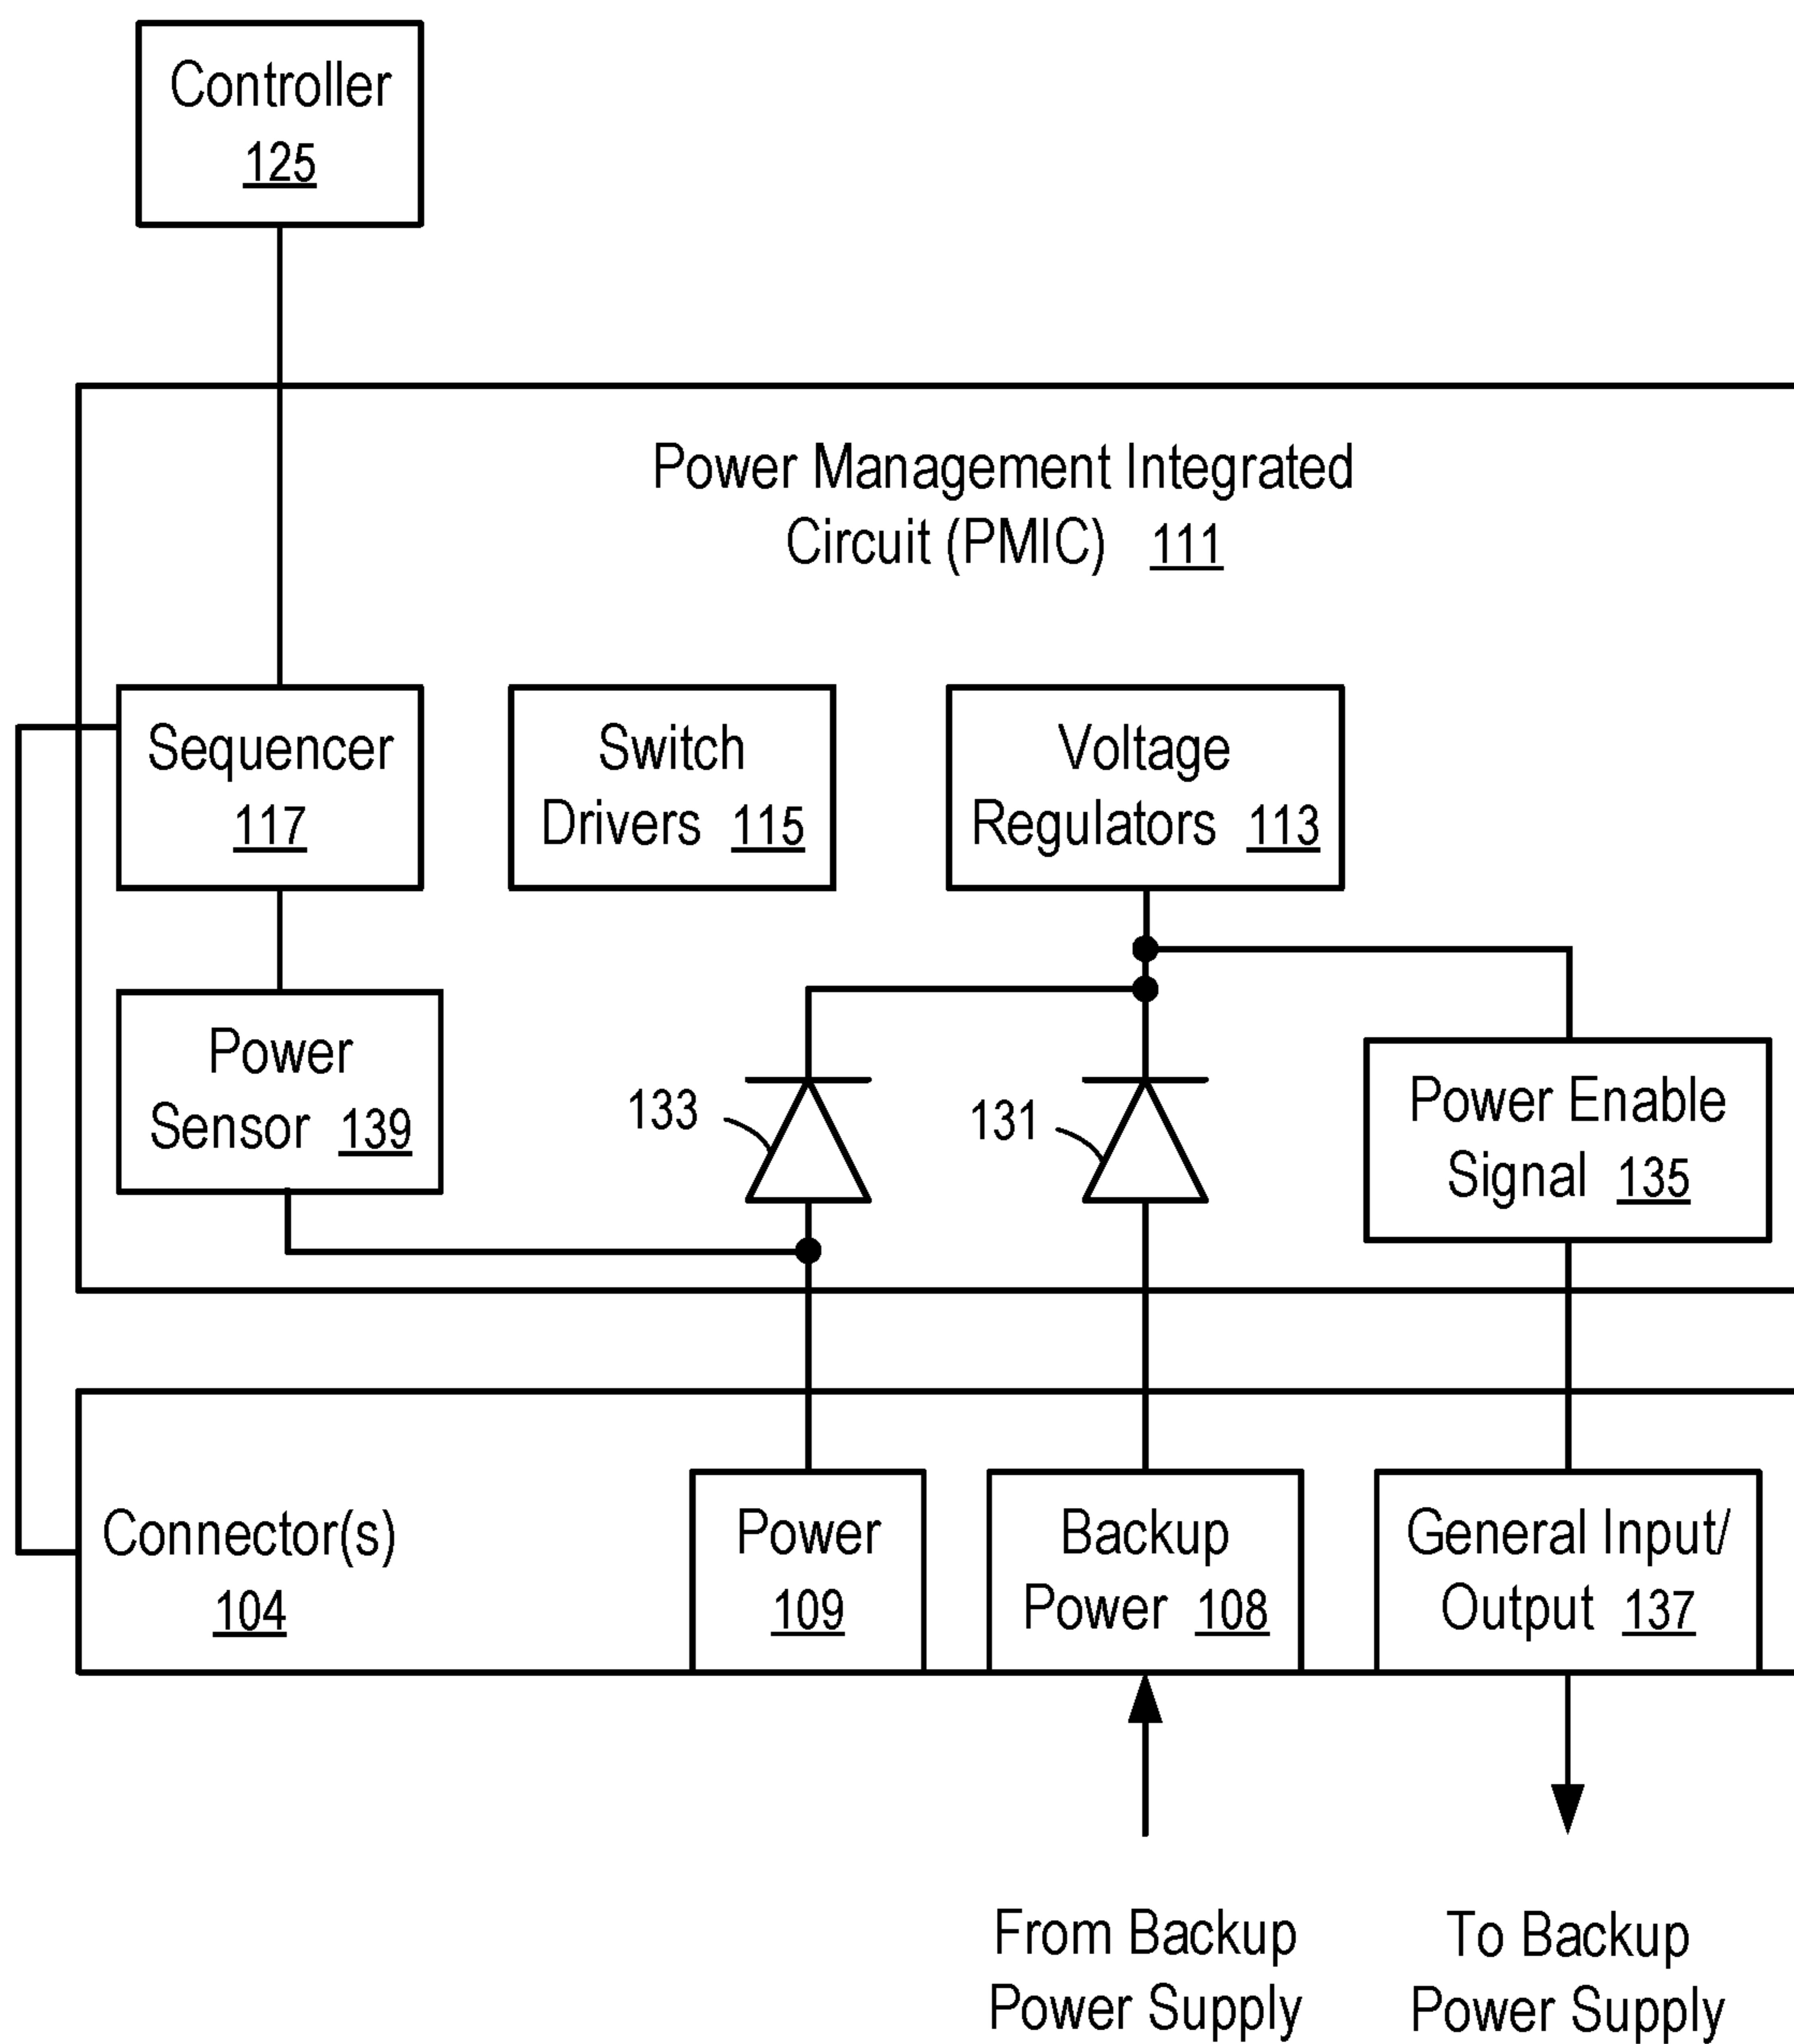 Controller
125
Power Management Integrated
Circuit (PMIC) 111
Sequencer
117
Switch
Drivers 115
Voltage
Regulators 113
Power
Sensor 139
133
131
Power Enable
Signal 135
Connector(s)
104
Power
109
Backup
Power 108
General Input/
Output 137
From Backup
Power Supply
To Backup
Power Supply